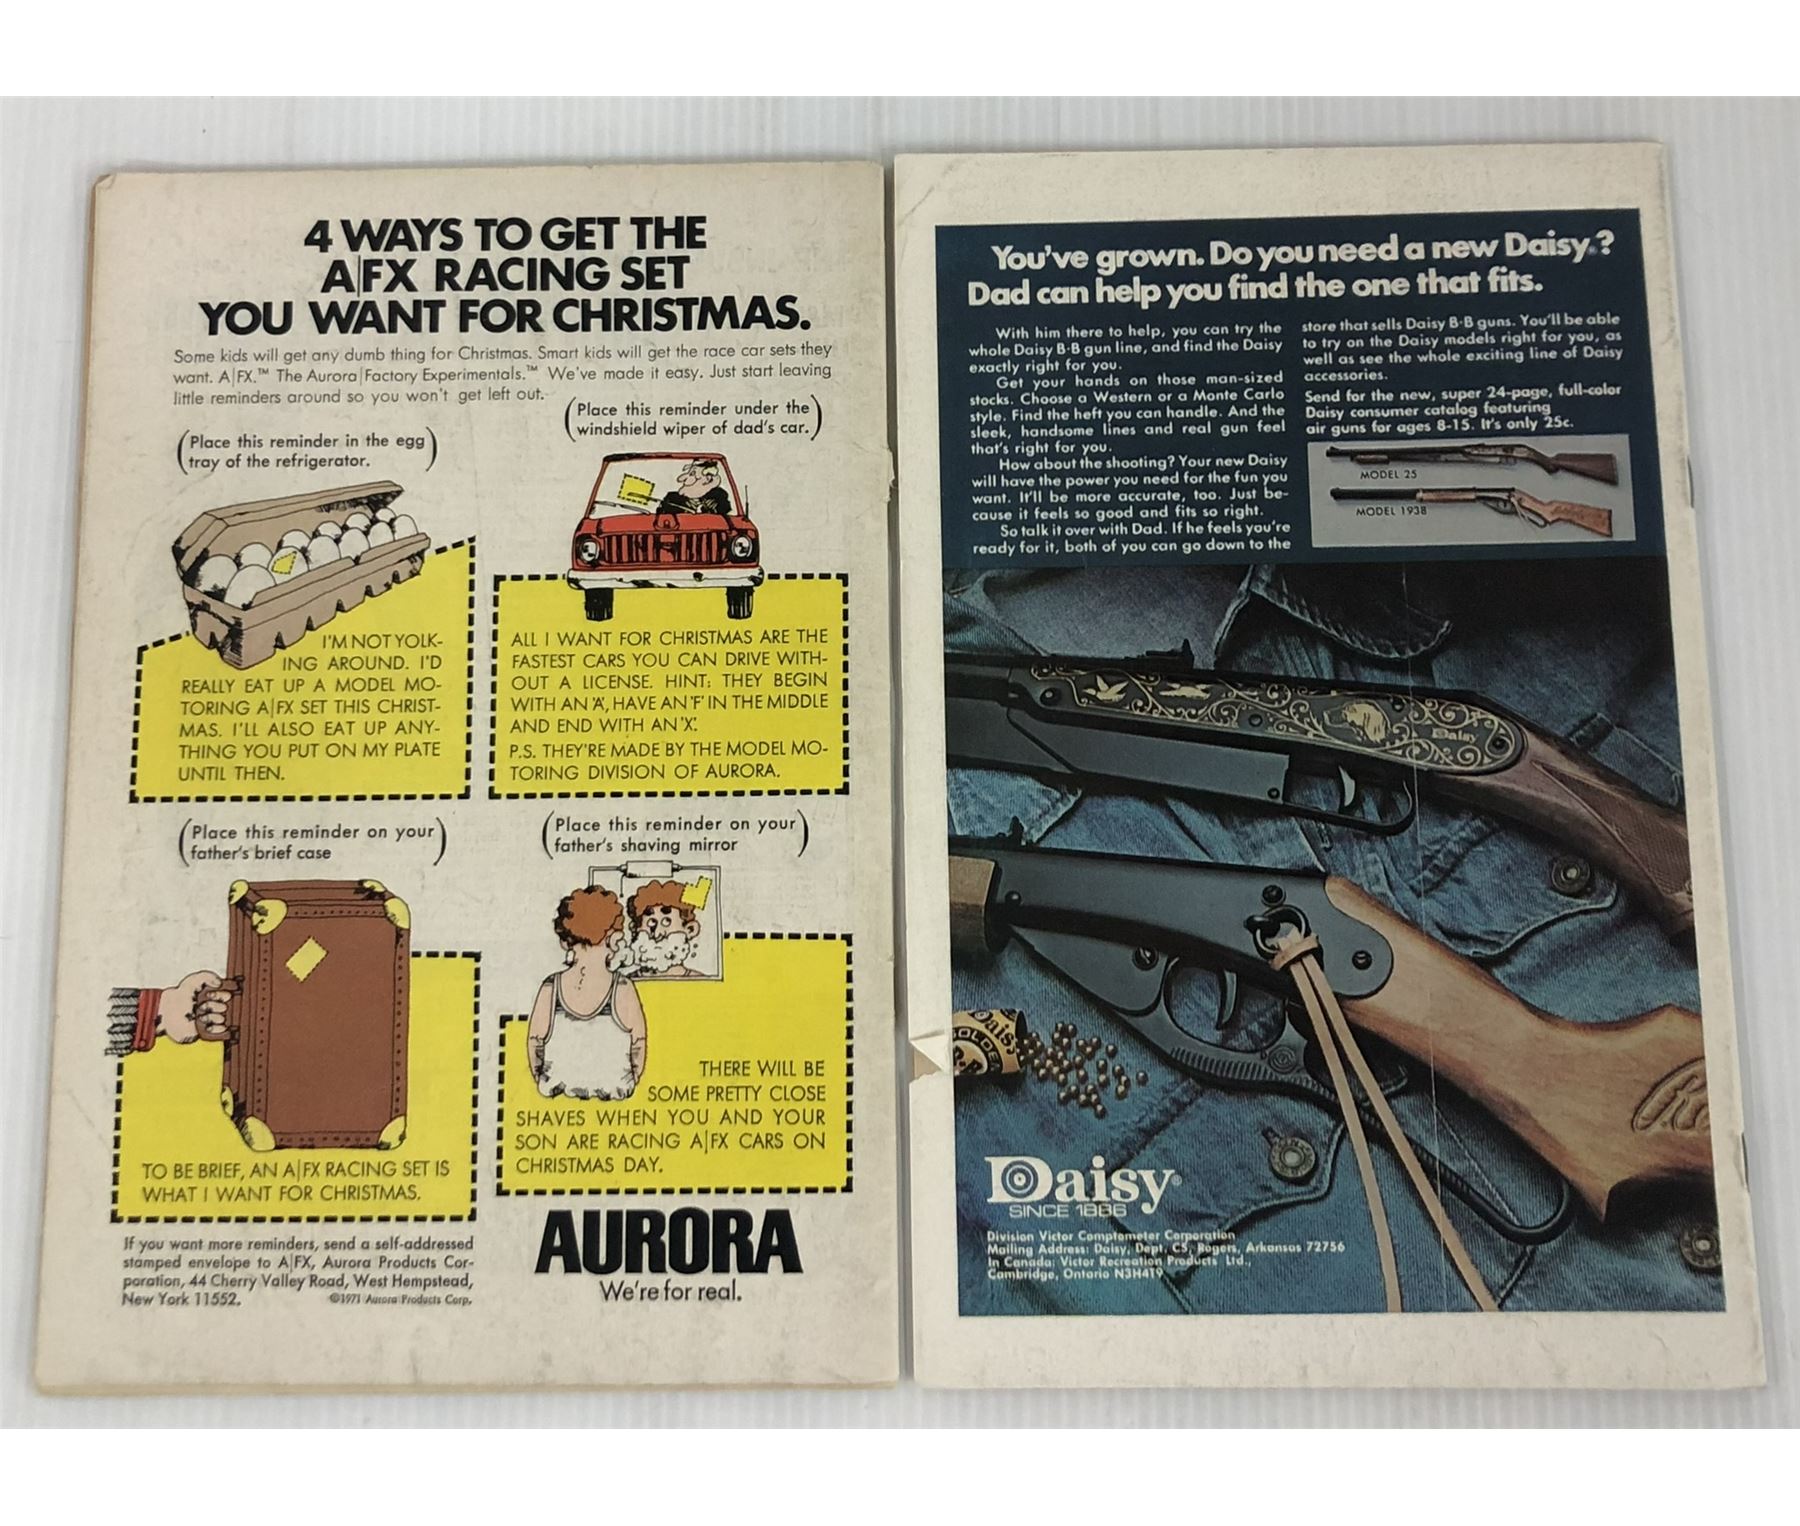 4 WAYS TO GET THE
A|FX RACING SET
YOU WANT FOR CHRISTMAS.
Some kids will get any dumb thing for Christmas. Smart kids will get the race car sets they
want. A|FX.™ The Aurora|Factory Experimentals.™ We've made it easy. Just start leaving
little reminders around so you won't get left out.
(Place this reminder in the egg
tray of the refrigerator.)
(Place this reminder under the
windshield wiper of dad's car.)
I'M NOT YOLK-
ING AROUND. I'D
REALLY EAT UP A MODEL MO-
TORING A|FX SET THIS CHRIST-
MAS. I'LL ALSO EAT UP ANY-
THING YOU PUT ON MY PLATE
UNTIL THEN.
ALL I WANT FOR CHRISTMAS ARE THE
FASTEST CARS YOU CAN DRIVE WITH-
OUT A LICENSE. HINT: THEY BEGIN
WITH AN 'A', HAVE AN 'F' IN THE MIDDLE
AND END WITH AN 'X'.
P.S. THEY'RE MADE BY THE MODEL MO-
TORING DIVISION OF AURORA.
(Place this reminder on your
father's brief case)
(Place this reminder on your
father's shaving mirror)
TO BE BRIEF, AN A|FX RACING SET IS
WHAT I WANT FOR CHRISTMAS.
THERE WILL BE
SOME PRETTY CLOSE
SHAVES WHEN YOU AND YOUR
SON ARE RACING A|FX CARS ON
CHRISTMAS DAY.
If you want more reminders, send a self-addressed
stamped envelope to A|FX, Aurora Products Cor-
poration, 44 Cherry Valley Road, West Hempstead,
New York 11552. ©1971 Aurora Products Corp.
AURORA
We're for real.
You've grown. Do you need a new Daisy®?
Dad can help you find the one that fits.
With him there to help, you can try the
whole Daisy B·B gun line, and find the Daisy
exactly right for you.
Get your hands on those man-sized
stocks. Choose a Western or a Monte Carlo
style. Find the heft you can handle. And the
sleek, handsome lines and real gun feel
that's right for you.
How about the shooting? Your new Daisy
will have the power you need for the fun you
want. It'll be more accurate, too. Just be-
cause it feels so good and fits so right.
So talk it over with Dad. If he feels you're
ready for it, both of you can go down to the
store that sells Daisy B·B guns. You'll be able
to try on the Daisy models right for you, as
well as see the whole exciting line of Daisy
accessories.
Send for the new, super 24-page, full-color
Daisy consumer catalog featuring
air guns for ages 8-15. It's only 25c.
MODEL 25
MODEL 1938
Daisy
Daisy
GOLDEN
B·B
Daisy®
SINCE 1886
Division Victor Comptometer Corporation
Mailing Address: Daisy, Dept. CS, Rogers, Arkansas 72756
In Canada: Victor Recreation Products Ltd.,
Cambridge, Ontario N3H4T9